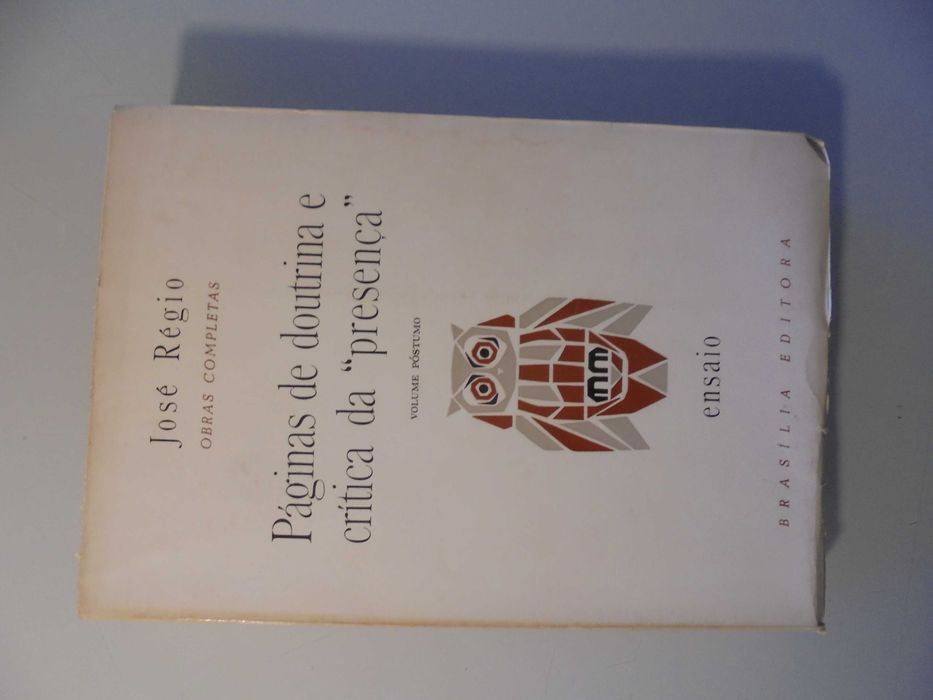 José Régio
OBRAS COMPLETAS
Páginas de doutrina e
crítica da “presença”
VOLUME PÓSTUMO
ensaio
BRASÍLIA EDITORA